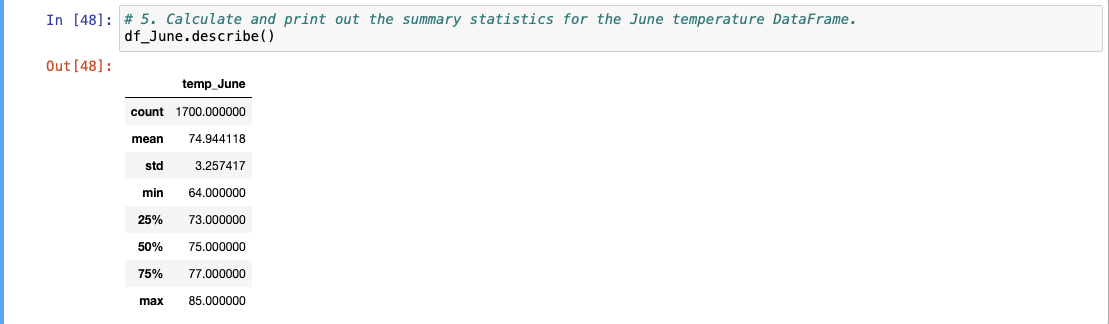 In [48]: # 5. Calculate and print out the summary statistics for the June temperature DataFrame.
df_June.describe()
Out[48]:
temp_June
count 1700.000000
mean 74.944118
std 3.257417
min 64.000000
25% 73.000000
50% 75.000000
75% 77.000000
max 85.000000